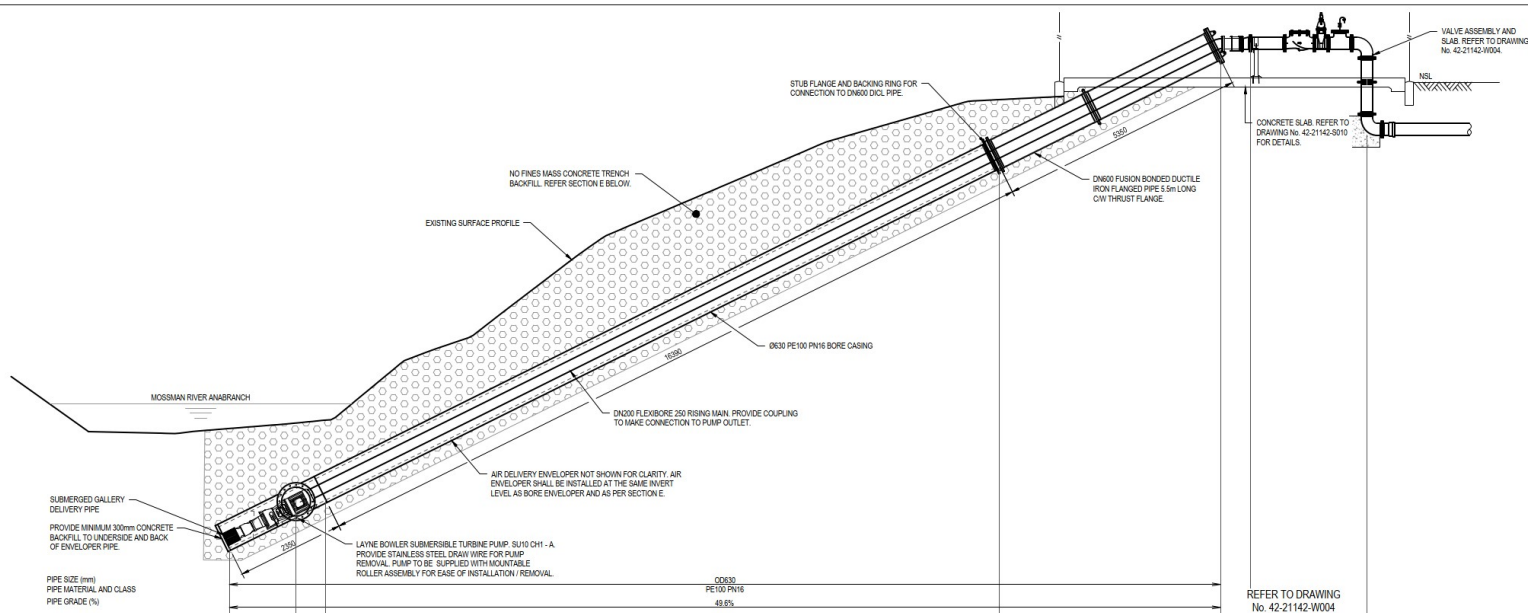 VALVE ASSEMBLY AND
SLAB. REFER TO DRAWING
No. 42-21142-W004.
NSL
STUB FLANGE AND BACKING RING FOR
CONNECTION TO DN600 DICL PIPE.
CONCRETE SLAB. REFER TO
DRAWING No. 42-21142-S010
FOR DETAILS.
5350
NO FINES MASS CONCRETE TRENCH
BACKFILL. REFER SECTION E BELOW.
DN600 FUSION BONDED DUCTILE
IRON FLANGED PIPE 5.5m LONG
C/W THRUST FLANGE.
EXISTING SURFACE PROFILE
Ø630 PE100 PN16 BORE CASING
16390
MOSSMAN RIVER ANABRANCH
DN200 FLEXIBORE 250 RISING MAIN. PROVIDE COUPLING
TO MAKE CONNECTION TO PUMP OUTLET.
AIR DELIVERY ENVELOPER NOT SHOWN FOR CLARITY. AIR
ENVELOPER SHALL BE INSTALLED AT THE SAME INVERT
LEVEL AS BORE ENVELOPER AND AS PER SECTION E.
SUBMERGED GALLERY
DELIVERY PIPE
PROVIDE MINIMUM 300mm CONCRETE
BACKFILL TO UNDERSIDE AND BACK
OF ENVELOPER PIPE.
2350
LAYNE BOWLER SUBMERSIBLE TURBINE PUMP. SU10 CH1 - A.
PROVIDE STAINLESS STEEL DRAW WIRE FOR PUMP
REMOVAL. PUMP TO BE SUPPLIED WITH MOUNTABLE
ROLLER ASSEMBLY FOR EASE OF INSTALLATION / REMOVAL.
PIPE SIZE (mm)
OD630
PIPE MATERIAL AND CLASS
PE100 PN16
PIPE GRADE (%)
49.6%
REFER TO DRAWING
No. 42-21142-W004